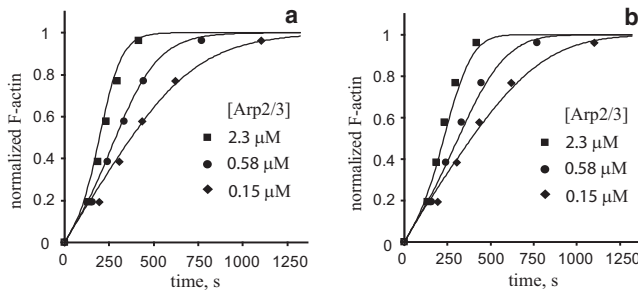 a
normalized F-actin
1
0.8
0.6
0.4
0.2
0
[Arp2/3]
2.3 μM
0.58 μM
0.15 μM
0 250 500 750 1000 1250
time, s
b
normalized F-actin
1
0.8
0.6
0.4
0.2
0
[Arp2/3]
2.3 μM
0.58 μM
0.15 μM
0 250 500 750 1000 1250
time, s